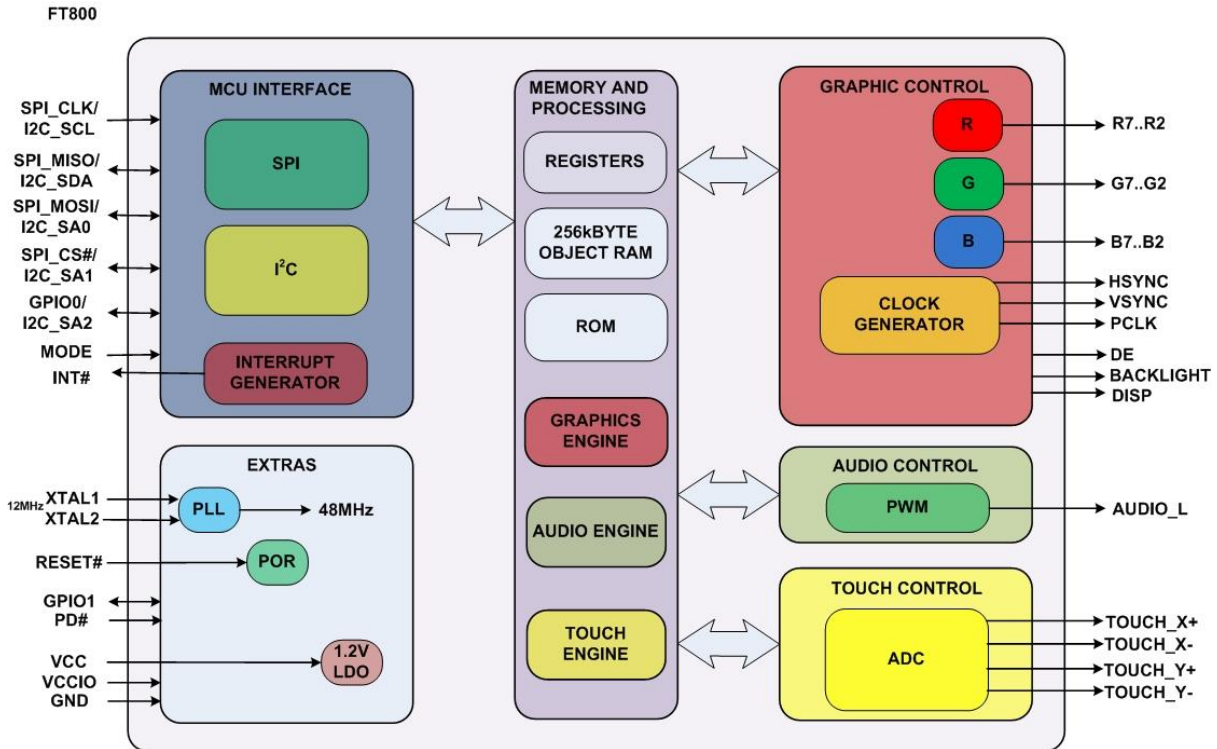 FT800
MCU INTERFACE
SPI_CLK/
I2C_SCL
SPI_MISO/
I2C_SDA
SPI_MOSI/
I2C_SA0
SPI_CS#/
I2C_SA1
GPIO0/
I2C_SA2
MODE
INT#
SPI
I²C
INTERRUPT
GENERATOR
EXTRAS
12MHz
XTAL1
XTAL2
PLL
48MHz
RESET#
POR
GPIO1
PD#
VCC
VCCIO
GND
1.2V
LDO
MEMORY AND
PROCESSING
REGISTERS
256kBYTE
OBJECT RAM
ROM
GRAPHICS
ENGINE
AUDIO ENGINE
TOUCH
ENGINE
GRAPHIC CONTROL
R
R7..R2
G
G7..G2
B
B7..B2
CLOCK
GENERATOR
HSYNC
VSYNC
PCLK
DE
BACKLIGHT
DISP
AUDIO CONTROL
PWM
AUDIO_L
TOUCH CONTROL
ADC
TOUCH_X+
TOUCH_X-
TOUCH_Y+
TOUCH_Y-